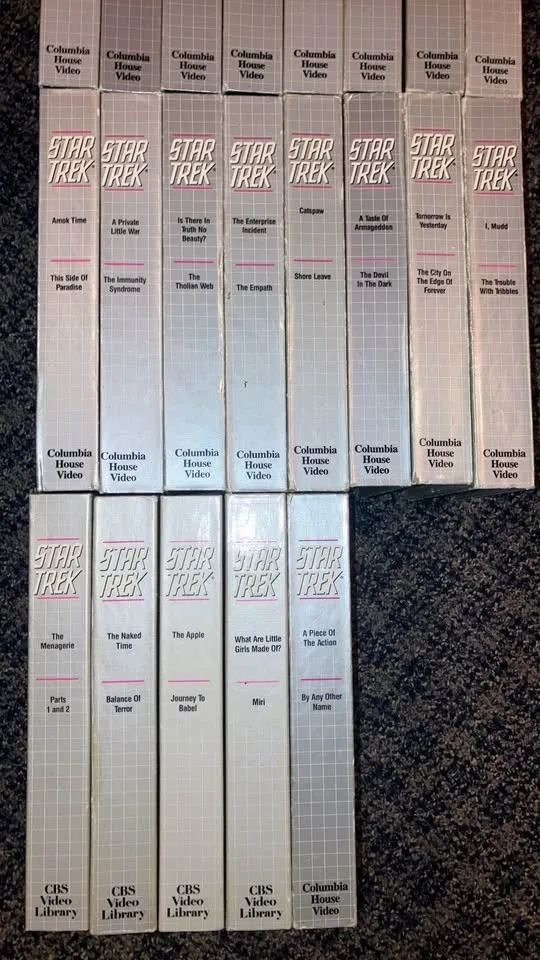 Columbia
House
Video
Columbia
House
Video
Columbia
House
Video
Columbia
House
Video
Columbia
House
Video
Columbia
House
Video
Columbia
House
Video
Columbia
House
Video
STAR
TREK
Amok Time
This Side Of
Paradise
Columbia
House
Video
STAR
TREK
A Private
Little War
The Immunity
Syndrome
Columbia
House
Video
STAR
TREK
Is There In
Truth No
Beauty?
The
Tholian Web
Columbia
House
Video
STAR
TREK
The Enterprise
Incident
The Empath
Columbia
House
Video
STAR
TREK
Catspaw
Shore Leave
Columbia
House
Video
STAR
TREK
A Taste Of
Armageddon
The Devil
In The Dark
Columbia
House
Video
STAR
TREK
Tomorrow Is
Yesterday
The City On
The Edge Of
Forever
Columbia
House
Video
STAR
TREK
I, Mudd
The Trouble
With Tribbles
Columbia
House
Video
STAR
TREK
The
Menagerie
Parts
1 and 2
CBS
Video
Library
STAR
TREK
The Naked
Time
Balance Of
Terror
CBS
Video
Library
STAR
TREK
The Apple
Journey To
Babel
CBS
Video
Library
STAR
TREK
What Are Little
Girls Made Of?
Miri
CBS
Video
Library
STAR
TREK
A Piece Of
The Action
By Any Other
Name
Columbia
House
Video